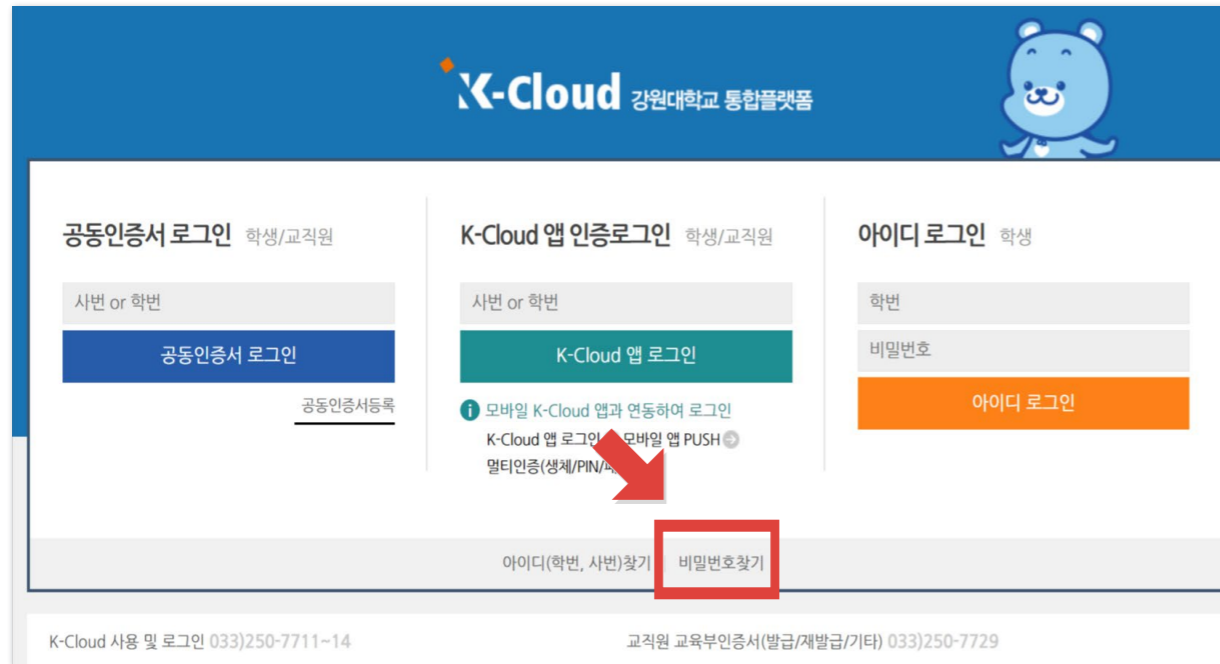 K-Cloud 강원대학교 통합플랫폼
공동인증서 로그인 학생/교직원
사번 or 학번
공동인증서 로그인
공동인증서등록
K-Cloud 앱 인증로그인 학생/교직원
사번 or 학번
K-Cloud 앱 로그인
모바일 K-Cloud 앱과 연동하여 로그인
K-Cloud 앱 로그인 모바일 앱 PUSH
멀티인증(생체/PIN/
아이디 로그인 학생
학번
비밀번호
아이디 로그인
아이디(학번, 사번)찾기 비밀번호찾기
K-Cloud 사용 및 로그인 033)250-7711~14
교직원 교육부인증서(발급/재발급/기타) 033)250-7729